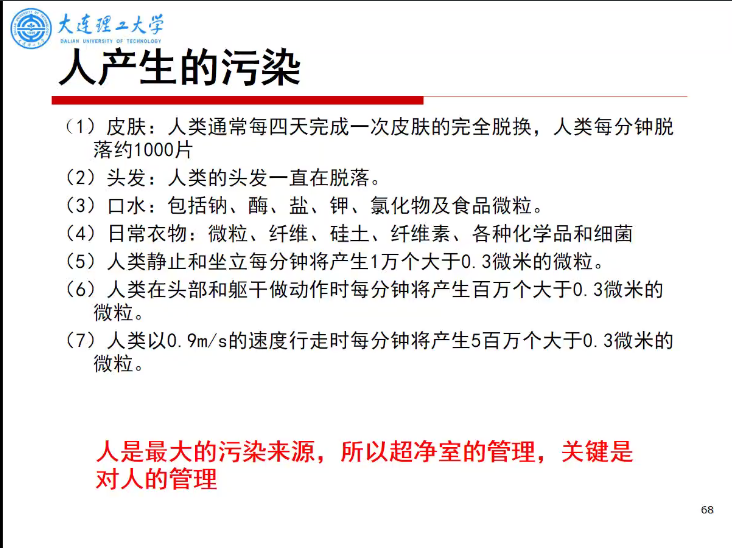 大连理工大学
DALIAN UNIVERSITY OF TECHNOLOGY
人产生的污染
（1）皮肤：人类通常每四天完成一次皮肤的完全脱换，人类每分钟脱
落约1000片
（2）头发：人类的头发一直在脱落。
（3）口水：包括钠、酶、盐、钾、氯化物及食品微粒。
（4）日常衣物：微粒、纤维、硅土、纤维素、各种化学品和细菌
（5）人类静止和坐立每分钟将产生1万个大于0.3微米的微粒。
（6）人类在头部和躯干做动作时每分钟将产生百万个大于0.3微米的
微粒。
（7）人类以0.9m/s的速度行走时每分钟将产生5百万个大于0.3微米的
微粒。
人是最大的污染来源，所以超净室的管理，关键是
对人的管理
68